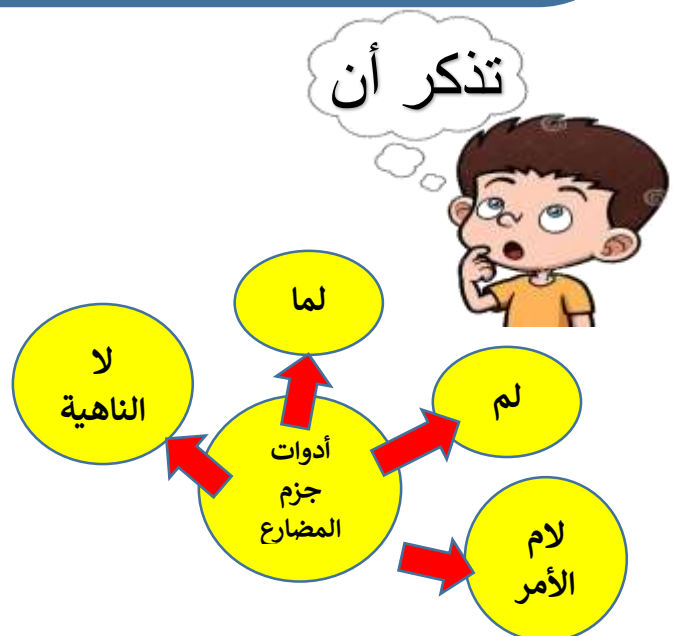 تذكر أن
لما
لا
الناهية
لم
أدوات
جزم
المضارع
لام
الأمر